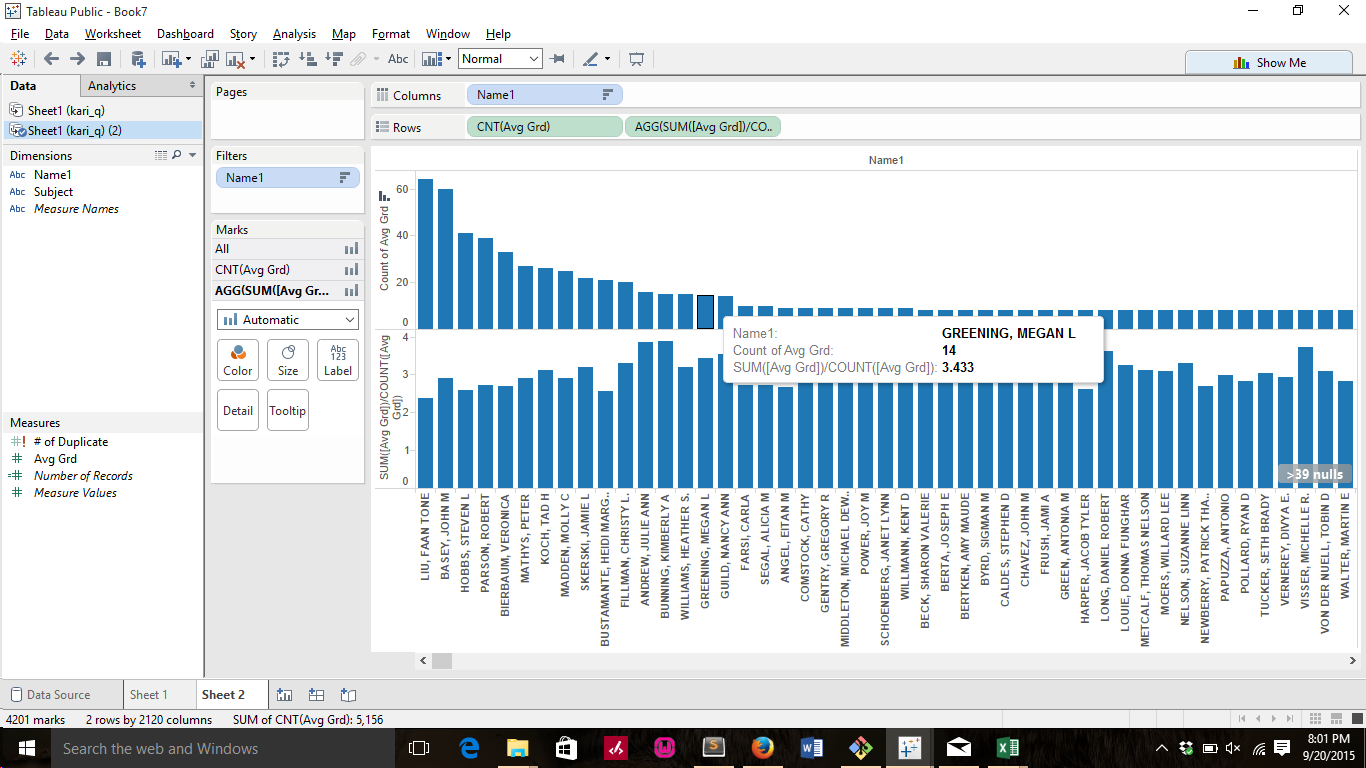 Tableau Public - Book7
File Data Worksheet Dashboard Story Analysis Map Format Window Help
Abc Normal Show Me
Data Analytics
Sheet1 (kari_q)
Sheet1 (kari_q) (2)
Dimensions
Abc Name1
Abc Subject
Abc Measure Names
Measures
# of Duplicate
Avg Grd
Number of Records
Measure Values
Pages
Filters
Name1
Marks
All
CNT(Avg Grd)
AGG(SUM([Avg Gr...
Automatic
Color Size Abc 123 Label
Detail Tooltip
Columns Name1
Rows CNT(Avg Grd) AGG(SUM([Avg Grd])/CO..
Name1
Count of Avg Grd
60
40
20
0
SUM([Avg Grd])/COUNT([Avg Grd])
4
3
2
1
0
Name1: GREENING, MEGAN L
Count of Avg Grd: 14
SUM([Avg Grd])/COUNT([Avg Grd]): 3.433
>39 nulls
LIU, FAAN TONE
BASEY, JOHN M
HOBBS, STEVEN L
PARSON, ROBERT
BIERBAUM, VERONICA
MATHYS, PETER
KOCH, TAD H
MADDEN, MOLLY C
SKERSKI, JAMIE L
BUSTAMANTE, HEIDI MARG..
FILLMAN, CHRISTY L.
ANDREW, JULIE ANN
BUNNING, KIMBERLY A
WILLIAMS, HEATHER S.
GREENING, MEGAN L
GUILD, NANCY ANN
FARSI, CARLA
SEGAL, ALICIA M
ANGEL, EITAN M
COMSTOCK, CATHY
GENTRY, GREGORY R
MIDDLETON, MICHAEL DEW..
POWER, JOY M
SCHOENBERG, JANET LYNN
WILLMANN, KENT D
BECK, SHARON VALERIE
BERTA, JOSEPH E
BERTKEN, AMY MAUDE
BYRD, SIGMAN M
CALDES, STEPHEN D
CHAVEZ, JOHN M
FRUSH, JAMI A
GREEN, ANTONIA M
HARPER, JACOB TYLER
LONG, DANIEL ROBERT
LOUIE, DONNA FUNGHAR
METCALF, THOMAS NELSON
MOERS, WILLARD LEE
NELSON, SUZANNE LINN
NEWBERRY, PATRICK THA..
PAPUZZA, ANTONIO
POLLARD, RYAN D
TUCKER, SETH BRADY
VERNEREY, DIVYA E.
VISSER, MICHELLE R.
VON DER NUELL, TOBIN D
WALTER, MARTIN E
Data Source Sheet 1 Sheet 2
4201 marks 2 rows by 2120 columns SUM of CNT(Avg Grd): 5,156
Search the web and Windows
8:01 PM
9/20/2015